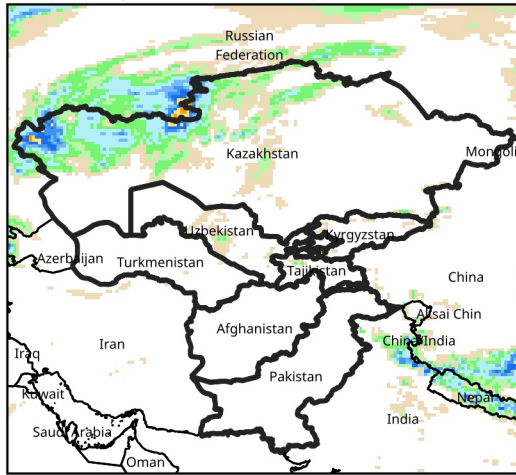 Russian
Federation
Kazakhstan
Mongoli
Uzbekistan
Kyrgyzstan
Azerbaijan
Turkmenistan
Tajikistan
China
Aksai Chin
Afghanistan
China/India
Iraq
Iran
Pakistan
Kuwait
Nepal
India
Saudi Arabia
Oman